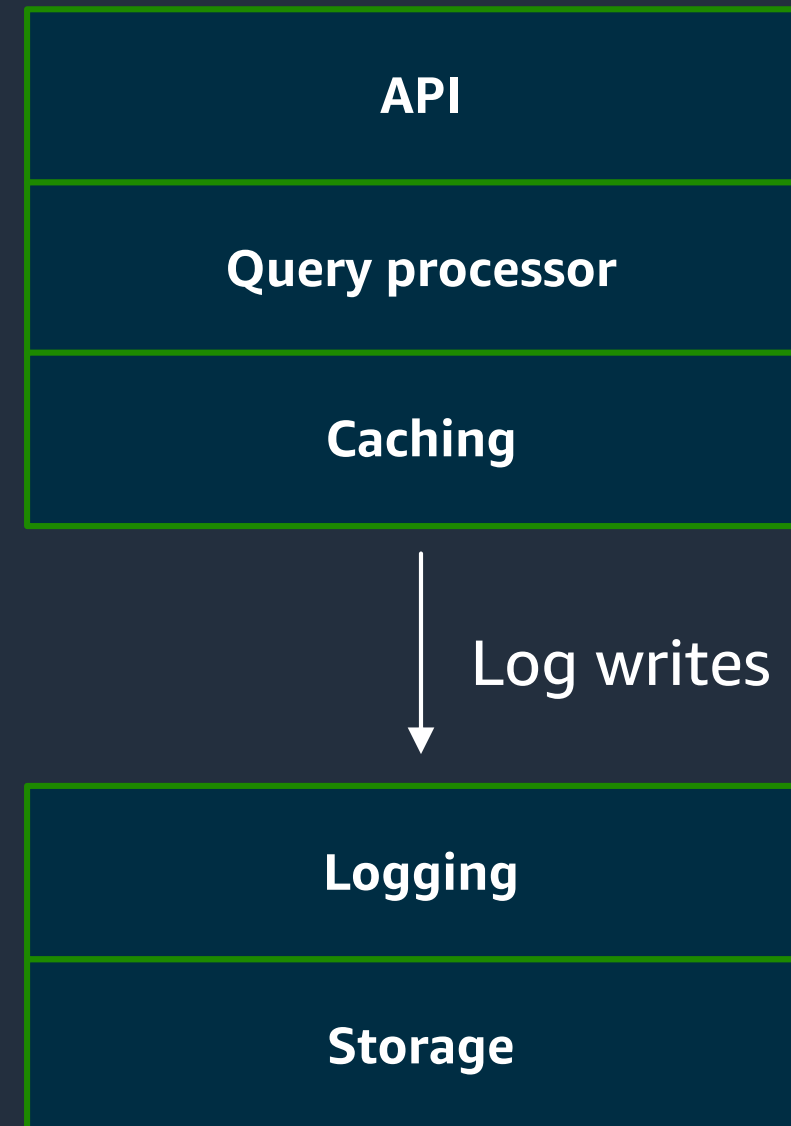 API
Query processor
Caching
Log writes
Logging
Storage